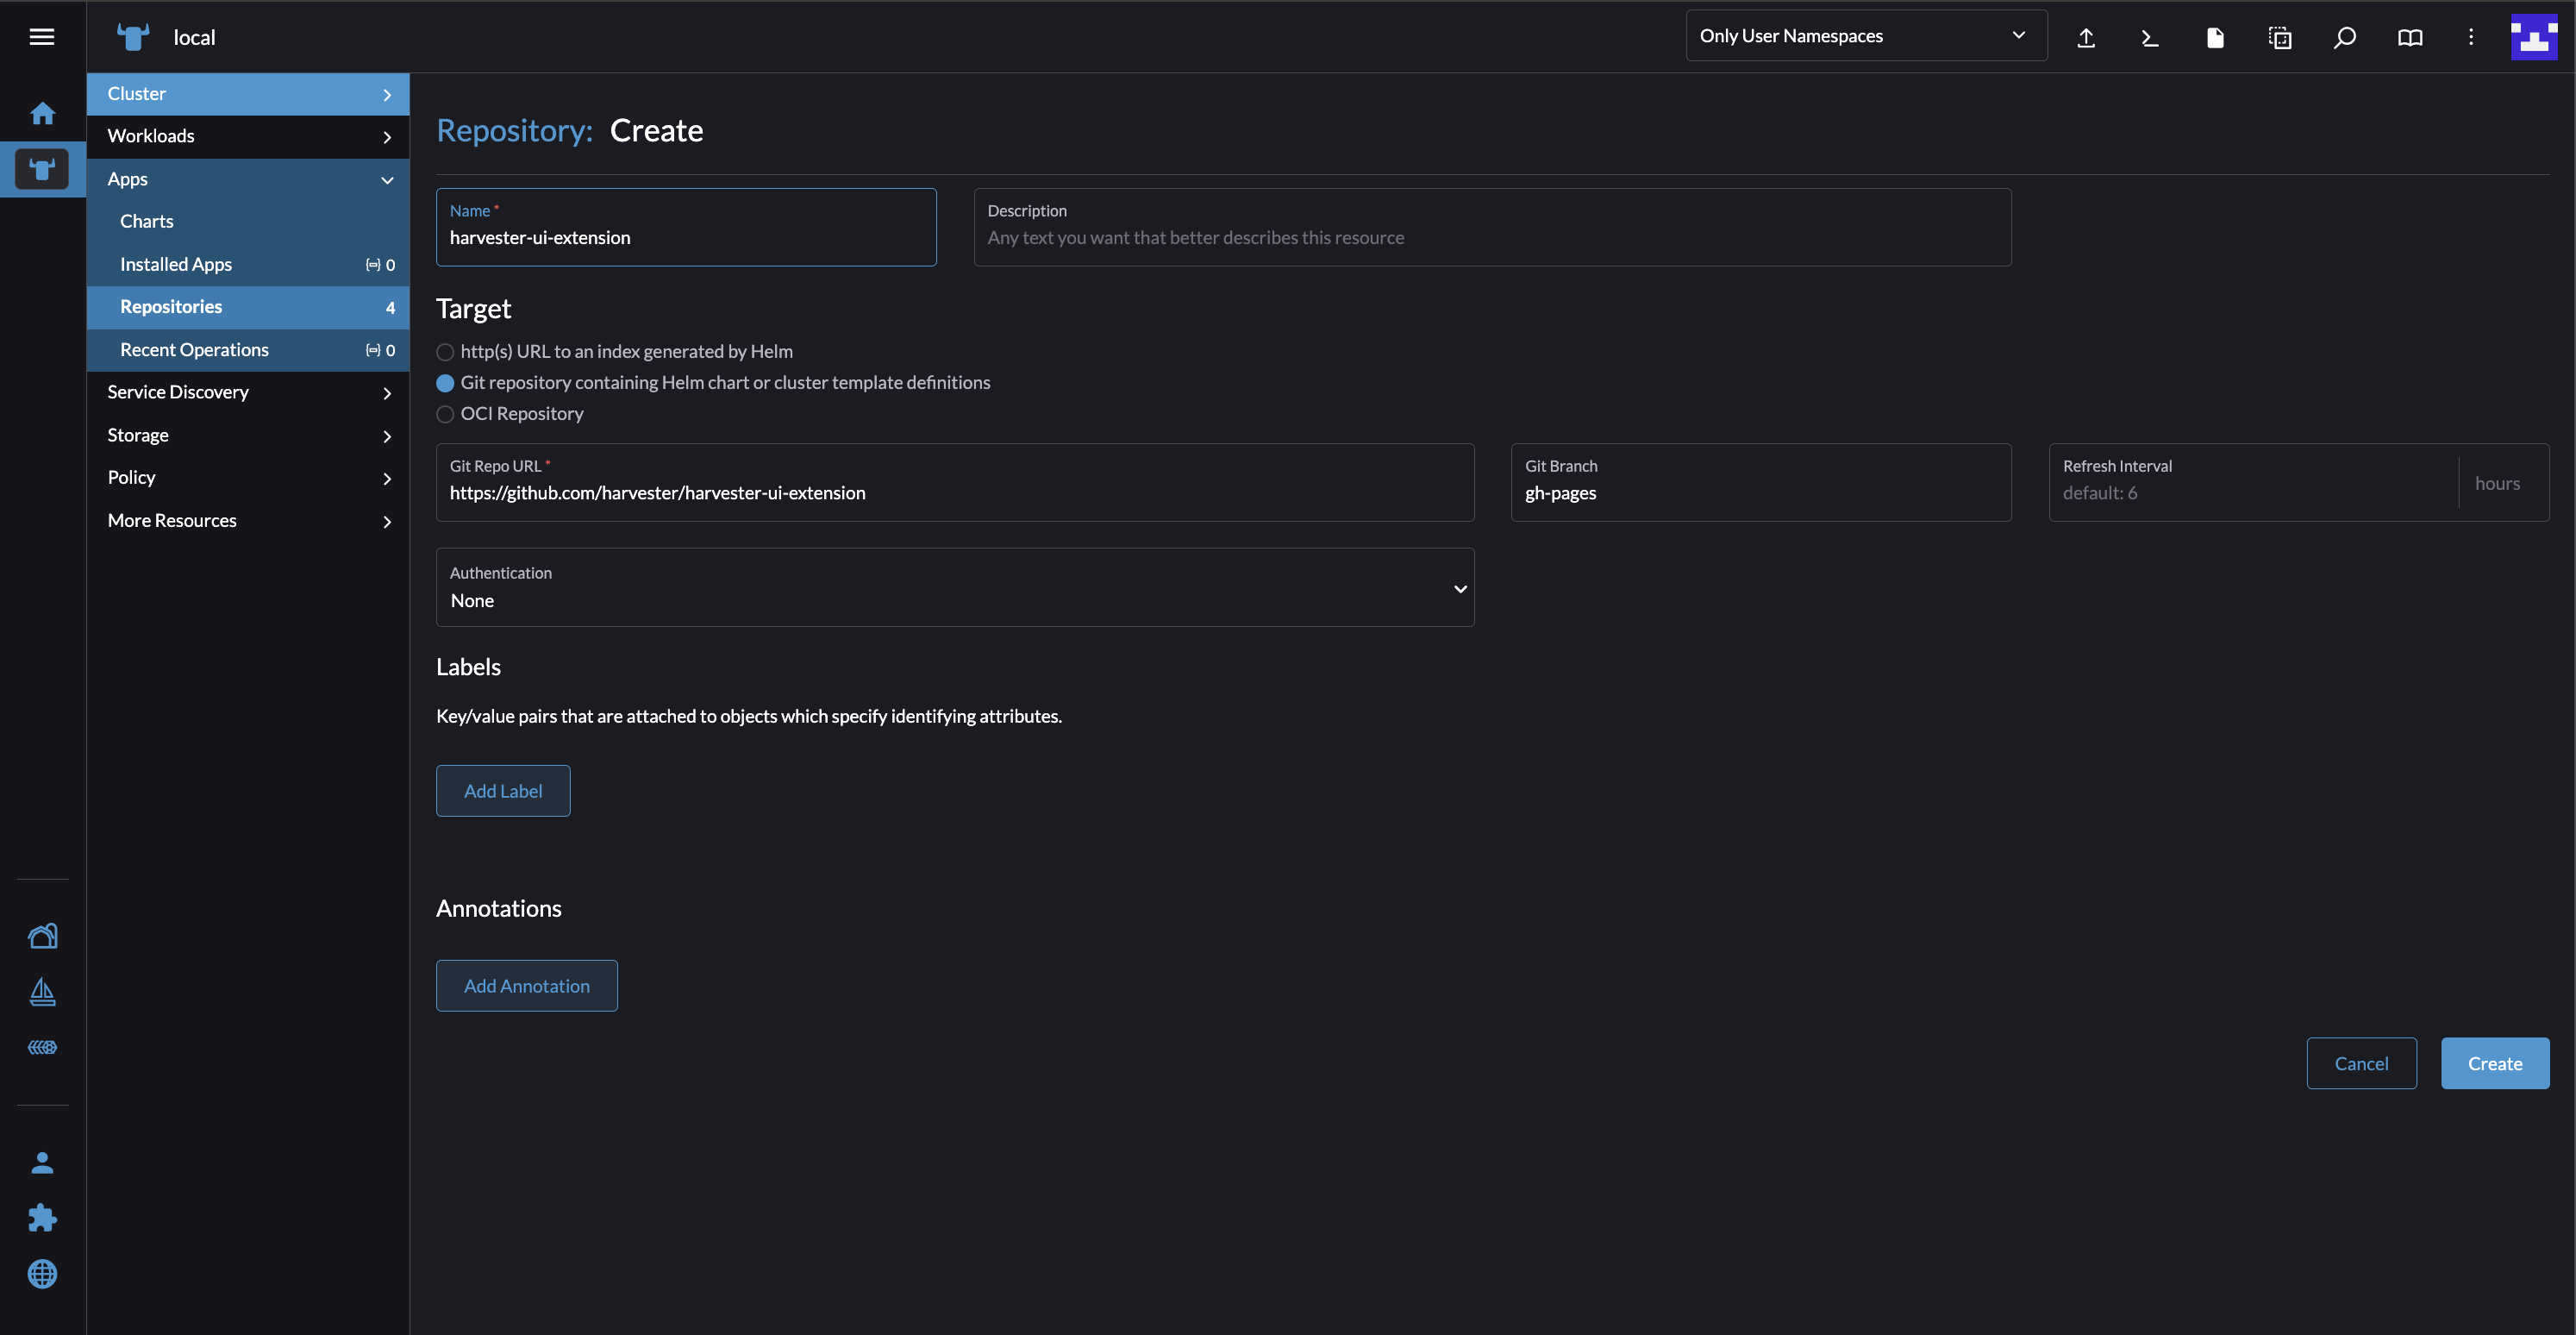 local
Only User Namespaces
Cluster
Workloads
Apps
Charts
Installed Apps 0
Repositories 4
Recent Operations 0
Service Discovery
Storage
Policy
More Resources
Repository: Create
Name *
harvester-ui-extension
Description
Any text you want that better describes this resource
Target
http(s) URL to an index generated by Helm
Git repository containing Helm chart or cluster template definitions
OCI Repository
Git Repo URL *
https://github.com/harvester/harvester-ui-extension
Git Branch
gh-pages
Refresh Interval
default: 6
hours
Authentication
None
Labels
Key/value pairs that are attached to objects which specify identifying attributes.
Add Label
Annotations
Add Annotation
Cancel
Create